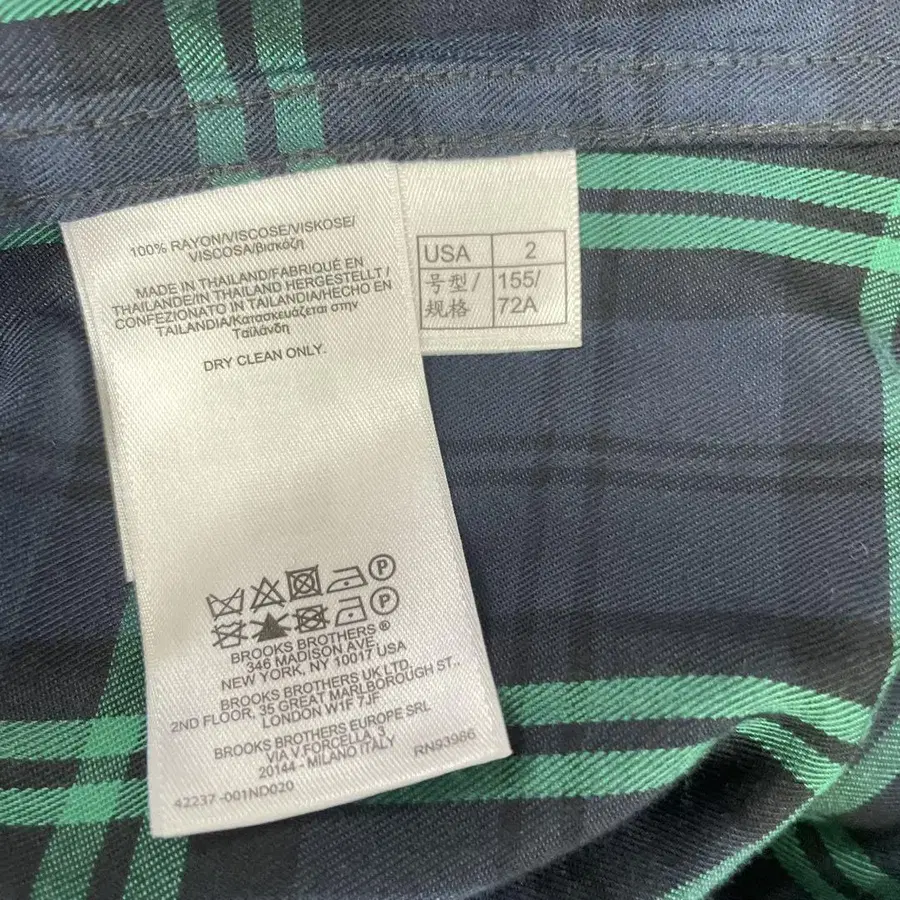 100% RAYON/VISCOSE/VISKOSE/
VISCOSA/Βισκόζη
MADE IN THAILAND/FABRIQUÉ EN
THAILANDE/IN THAILAND HERGESTELLT/
CONFEZIONATO IN TAILANDIA/HECHO EN
TAILANDIA/Κατασκευάζεται στην
Ταϊλάνδη
DRY CLEAN ONLY.
P
P
BROOKS BROTHERS ®
346 MADISON AVE,
NEW YORK, NY 10017 USA
BROOKS BROTHERS UK LTD.
2ND FLOOR, 35 GREAT MARLBOROUGH ST.,
LONDON W1F 7JF
BROOKS BROTHERS EUROPE SRL
VIA V.FORCELLA, 3
20144 - MILANO ITALY
RN93986
42237 -001ND020
USA 2
号型/ 155/
规格 72A